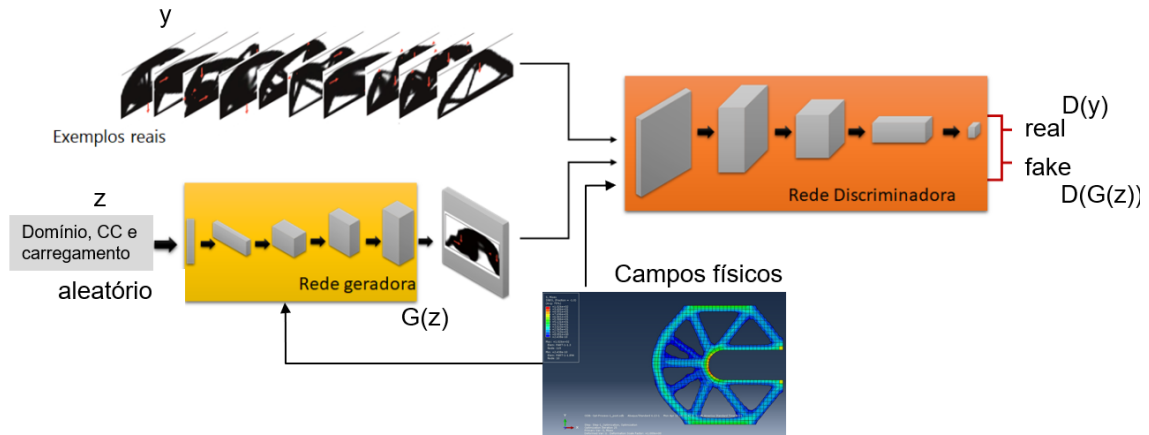 y
Exemplos reais
z
Domínio, CC e
carregamento
aleatório
Rede geradora
G(z)
Rede Discriminadora
D(y)
real
fake
D(G(z))
Campos físicos